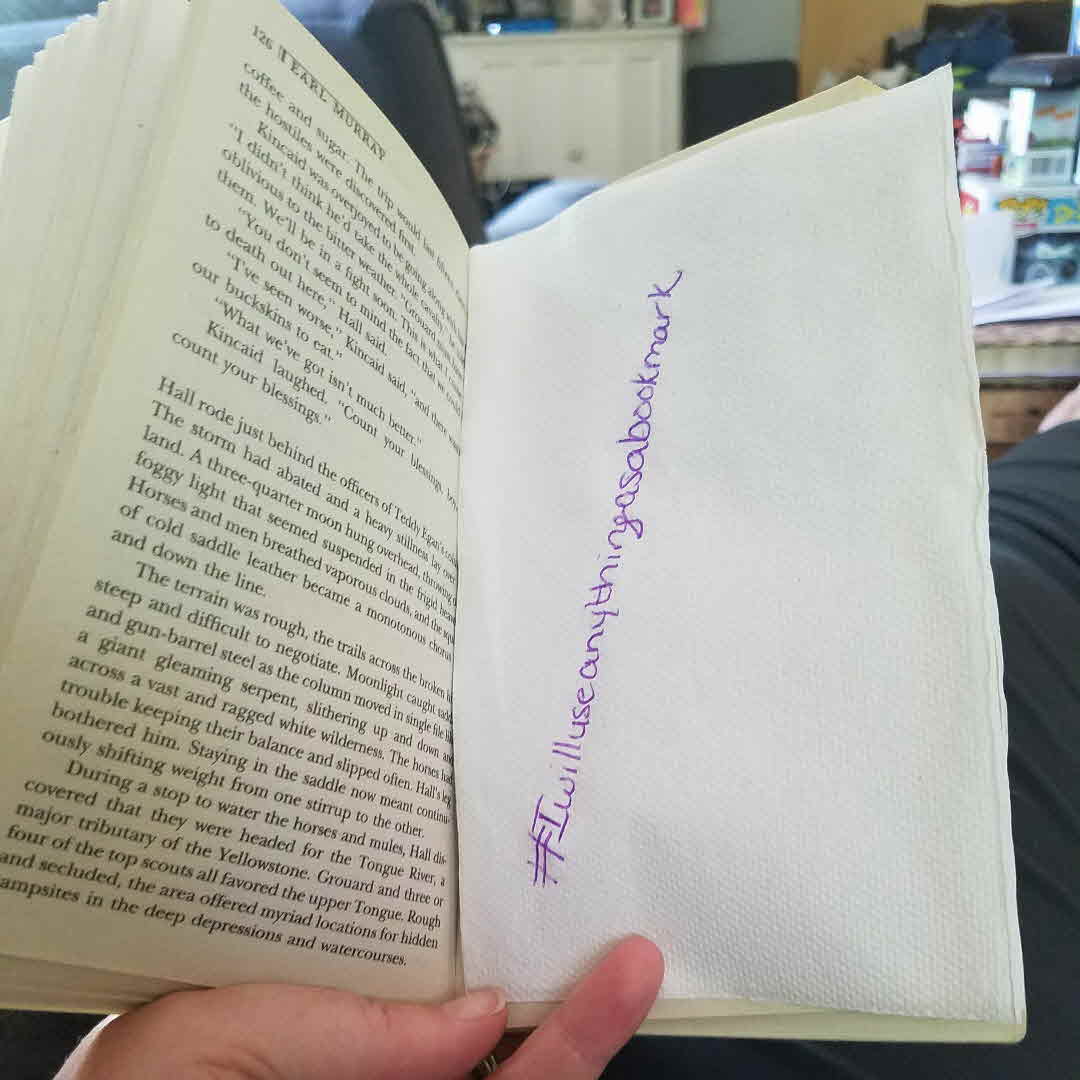 126 EARL MURRAY
coffee and sugar. The trip would
the hostiles were discovered first.
Kincaid was overjoyed to be going along
"I didn't think he'd take the whole cavalry,"
oblivious to the bitter weather. "Grouard
them. We'll be in a fight soon. This is what I
"You don't seem to mind the fact that we could
to death out here," Hall said.
"I've seen worse," Kincaid said, "and there
our buckskins to eat."
"What we've got isn't much better."
Kincaid laughed. "Count your blessings,
count your blessings."
Hall rode just behind the officers of Teddy Egan's
The storm had abated and a heavy stillness lay over
land. A three-quarter moon hung overhead, throwing
foggy light that seemed suspended in the frigid
Horses and men breathed vaporous clouds, and the
of cold saddle leather became a monotonous chorus
and down the line.
The terrain was rough, the trails across the broken
steep and difficult to negotiate. Moonlight caught
and gun-barrel steel as the column moved in single file
a giant gleaming serpent, slithering up and down
across a vast and ragged white wilderness. The horses
trouble keeping their balance and slipped often. Hall's
bothered him. Staying in the saddle now meant continu-
ously shifting weight from one stirrup to the other.
During a stop to water the horses and mules, Hall dis-
covered that they were headed for the Tongue River, a
major tributary of the Yellowstone. Grouard and three or
four of the top scouts all favored the upper Tongue. Rough
and secluded, the area offered myriad locations for hidden
ampsites in the deep depressions and watercourses.
#Iwilluseanythingasabookmark